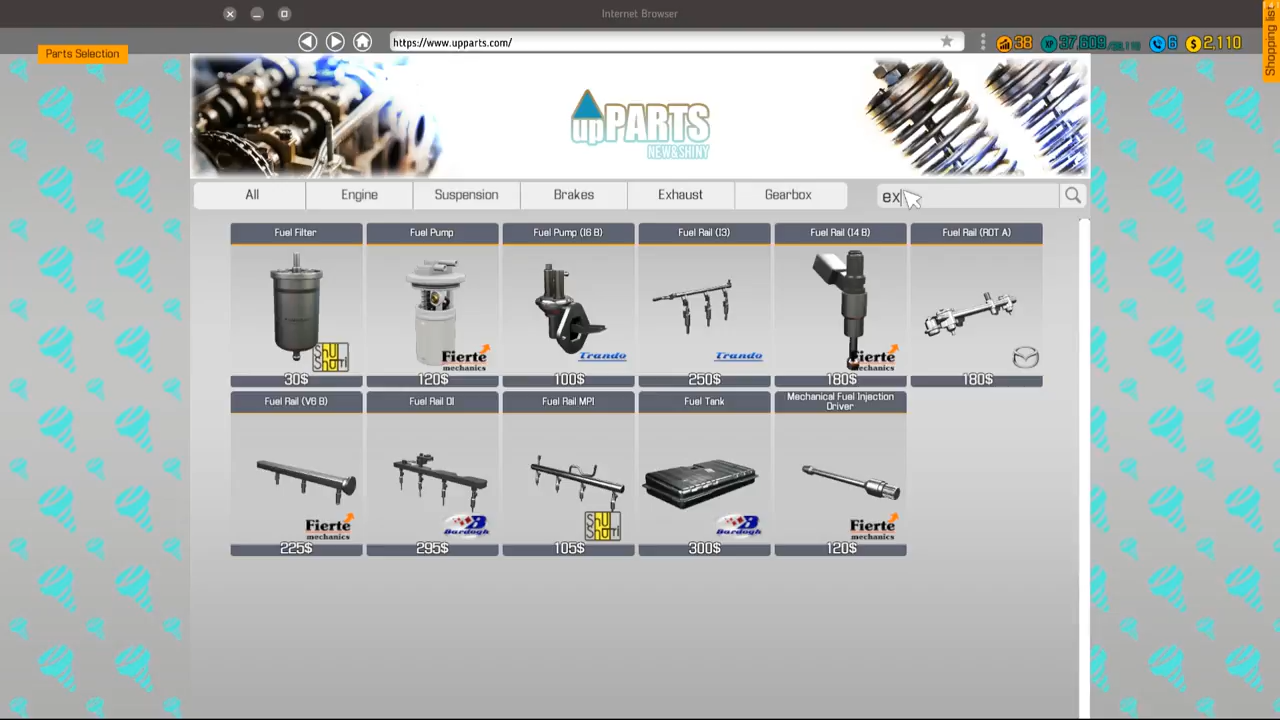 Internet Browser
Shopping list
https://www.upparts.com/
38
37,609
6
2,110
Parts Selection
upPARTS
NEW&SHINY
All
Engine
Suspension
Brakes
Exhaust
Gearbox
ex
Fuel Filter
Fuel Pump
Fuel Pump (I6 B)
Fuel Rail (I3)
Fuel Rail (I4 B)
Fuel Rail (ROT A)
Fierte mechanics
Trando
Trando
Fierte mechanics
30$
120$
100$
250$
180$
180$
Fuel Rail (V6 B)
Fuel Rail DI
Fuel Rail MPI
Fuel Tank
Mechanical Fuel Injection
Driver
Fierte mechanics
Bardogh
Bardogh
Fierte mechanics
225$
295$
105$
300$
120$